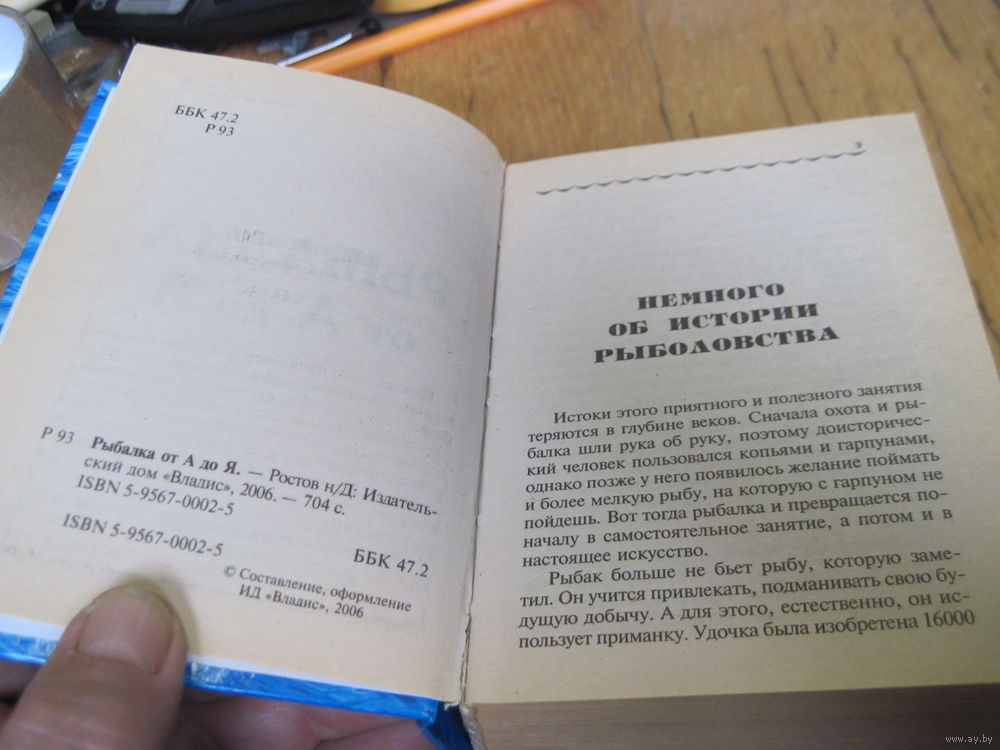 ББК 47.2
Р 93
Р 93 Рыбалка от А до Я. — Ростов н/Д: Издатель-
ский дом «Владис», 2006. — 704 с.
ISBN 5-9567-0002-5
ISBN 5-9567-0002-5
ББК 47.2
© Составление, оформление
ИД «Владис», 2006
3
НЕМНОГО
ОБ ИСТОРИИ
РЫБОЛОВСТВА
Истоки этого приятного и полезного занятия
теряются в глубине веков. Сначала охота и ры-
балка шли рука об руку, поэтому доисторичес-
кий человек пользовался копьями и гарпунами,
однако позже у него появилось желание поймать
и более мелкую рыбу, на которую с гарпуном не
пойдешь. Вот тогда рыбалка и превращается по-
началу в самостоятельное занятие, а потом и в
настоящее искусство.
Рыбак больше не бьет рыбу, которую заме-
тил. Он учится привлекать, подманивать свою бу-
дущую добычу. А для этого, естественно, он ис-
пользует приманку. Удочка была изобретена 16000
www.ay.by